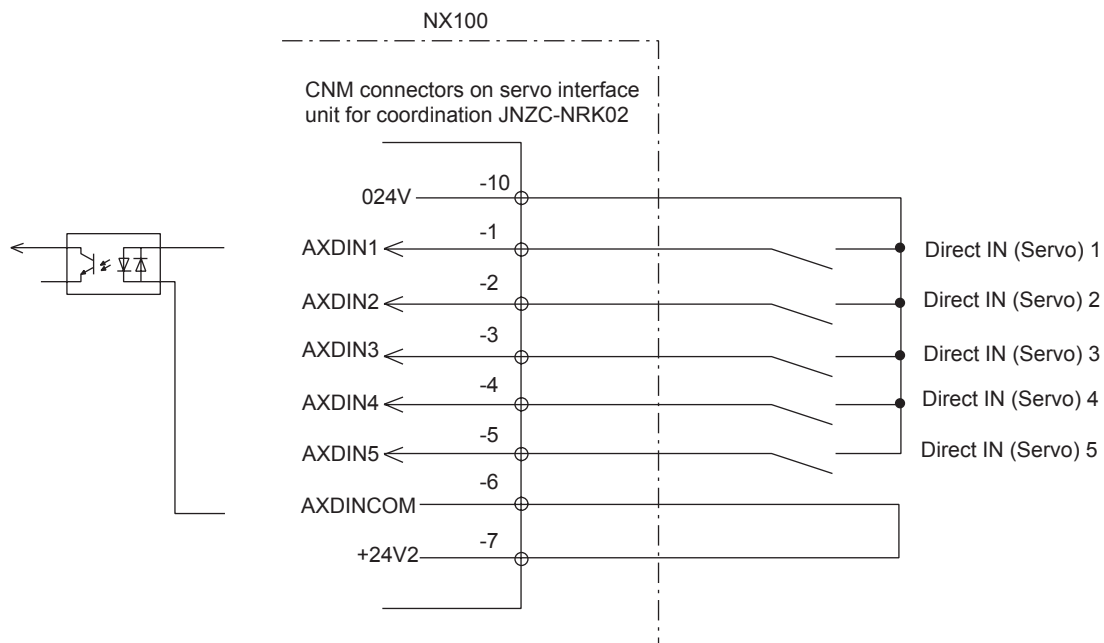 NX100
CNM connectors on servo interface
unit for coordination JNZC-NRK02
024V -10
AXDIN1 -1 Direct IN (Servo) 1
AXDIN2 -2 Direct IN (Servo) 2
AXDIN3 -3 Direct IN (Servo) 3
AXDIN4 -4 Direct IN (Servo) 4
AXDIN5 -5 Direct IN (Servo) 5
AXDINCOM -6
+24V2 -7